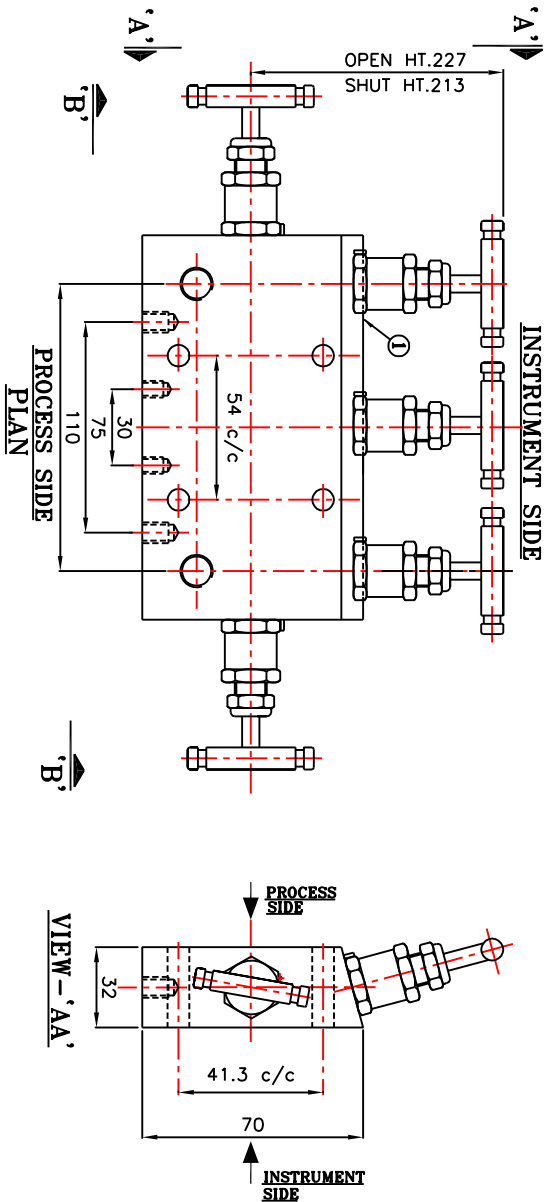 'A'
'A'
OPEN HT.227
SHUT HT.213
'B'
INSTRUMENT SIDE
1
54 c/c
30
75
110
PROCESS SIDE
PLAN
'B'
PROCESS
SIDE
VIEW-'AA'
32
41.3 c/c
70
INSTRUMENT
SIDE